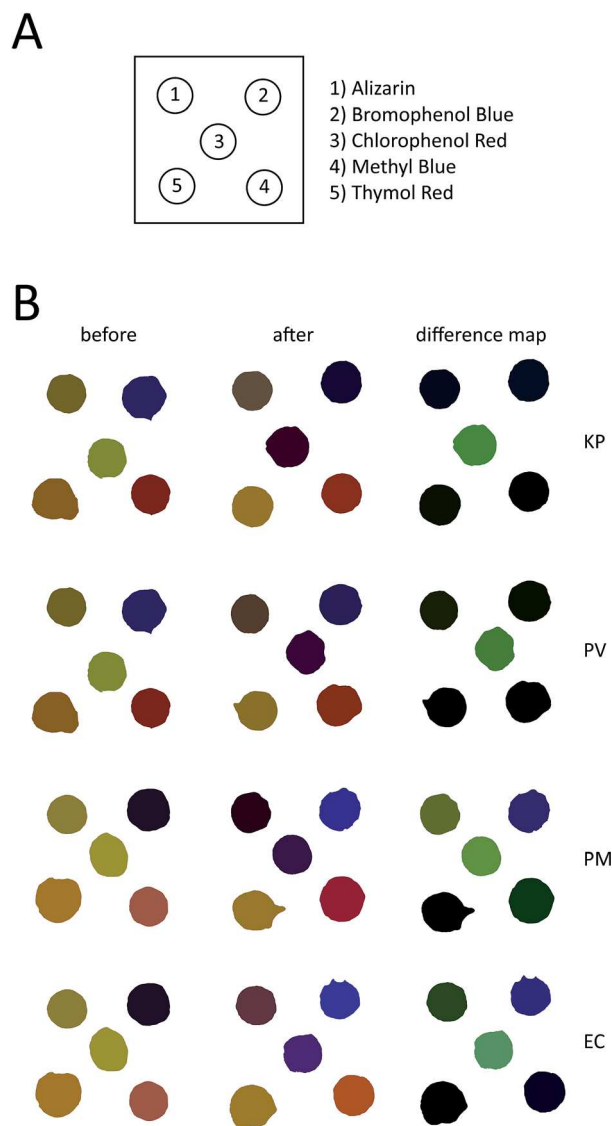 A
1
2
3
5
4
1) Alizarin
2) Bromophenol Blue
3) Chlorophenol Red
4) Methyl Blue
5) Thymol Red
B
before
after
difference map
KP
PV
PM
EC